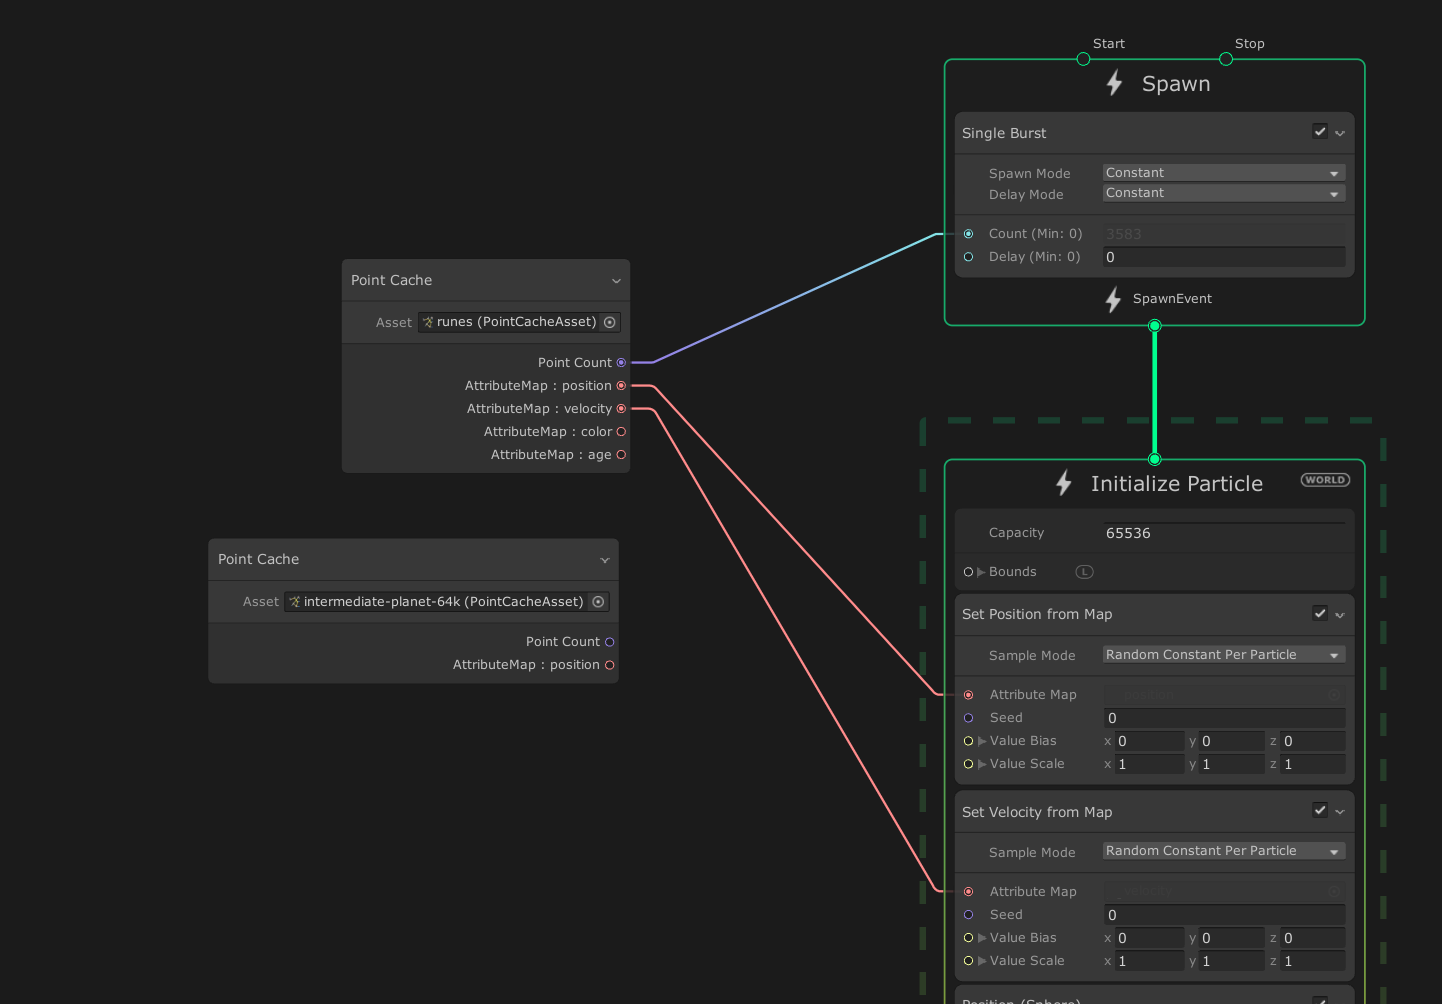 Start
Stop
Spawn
Single Burst
Spawn Mode Constant
Delay Mode Constant
Count (Min: 0) 3583
Delay (Min: 0) 0
SpawnEvent
Point Cache
Asset runes (PointCacheAsset)
Point Count
AttributeMap : position
AttributeMap : velocity
AttributeMap : color
AttributeMap : age
Point Cache
Asset intermediate-planet-64k (PointCacheAsset)
Point Count
AttributeMap : position
Initialize Particle WORLD
Capacity 65536
Bounds L
Set Position from Map
Sample Mode Random Constant Per Particle
Attribute Map
Seed 0
Value Bias x 0 y 0 z 0
Value Scale x 1 y 1 z 1
Set Velocity from Map
Sample Mode Random Constant Per Particle
Attribute Map
Seed 0
Value Bias x 0 y 0 z 0
Value Scale x 1 y 1 z 1
Position (Sphere)